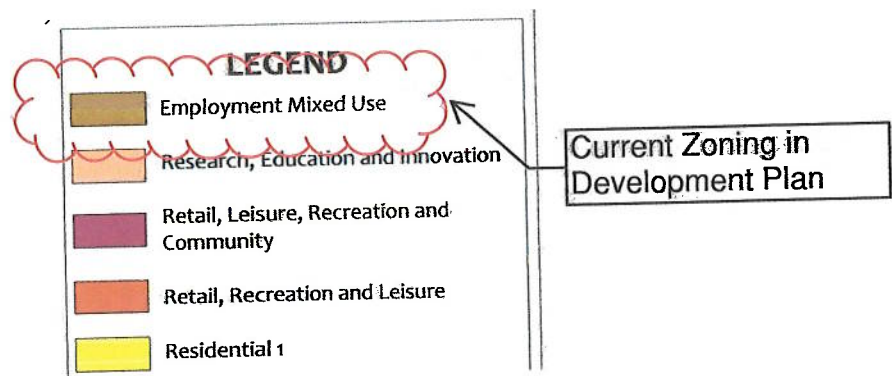 LEGEND
Employment Mixed Use
Research, Education and Innovation
Retail, Leisure, Recreation and
Community
Retail, Recreation and Leisure
Residential 1
Current Zoning in
Development Plan